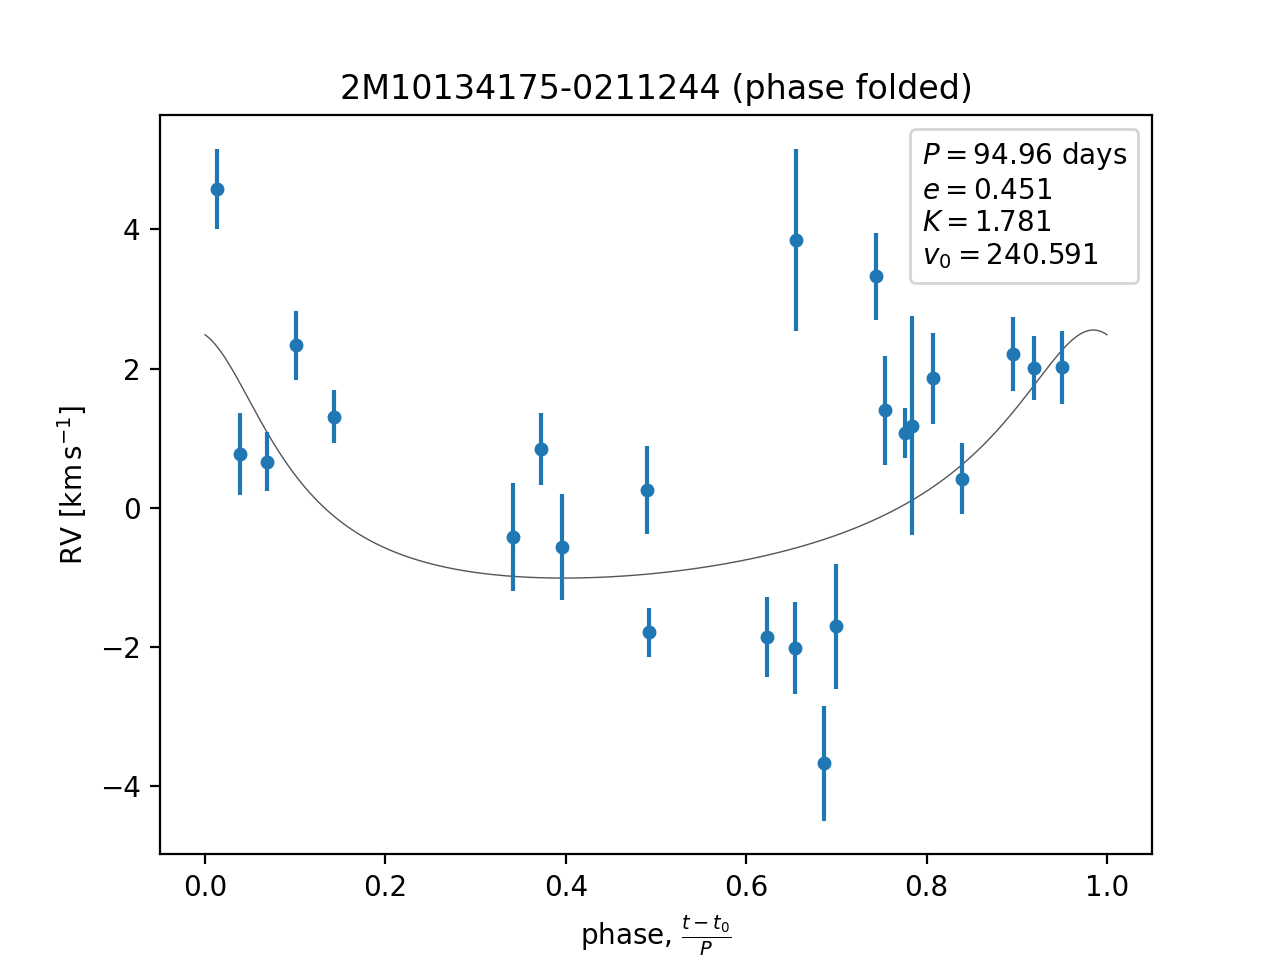 2M10134175-0211244 (phase folded)
P = 94.96 days
e = 0.451
K = 1.781
v₀ = 240.591
4
2
0
−2
−4
RV [km s⁻¹]
0.0 0.2 0.4 0.6 0.8 1.0
phase, (t − t₀)/P